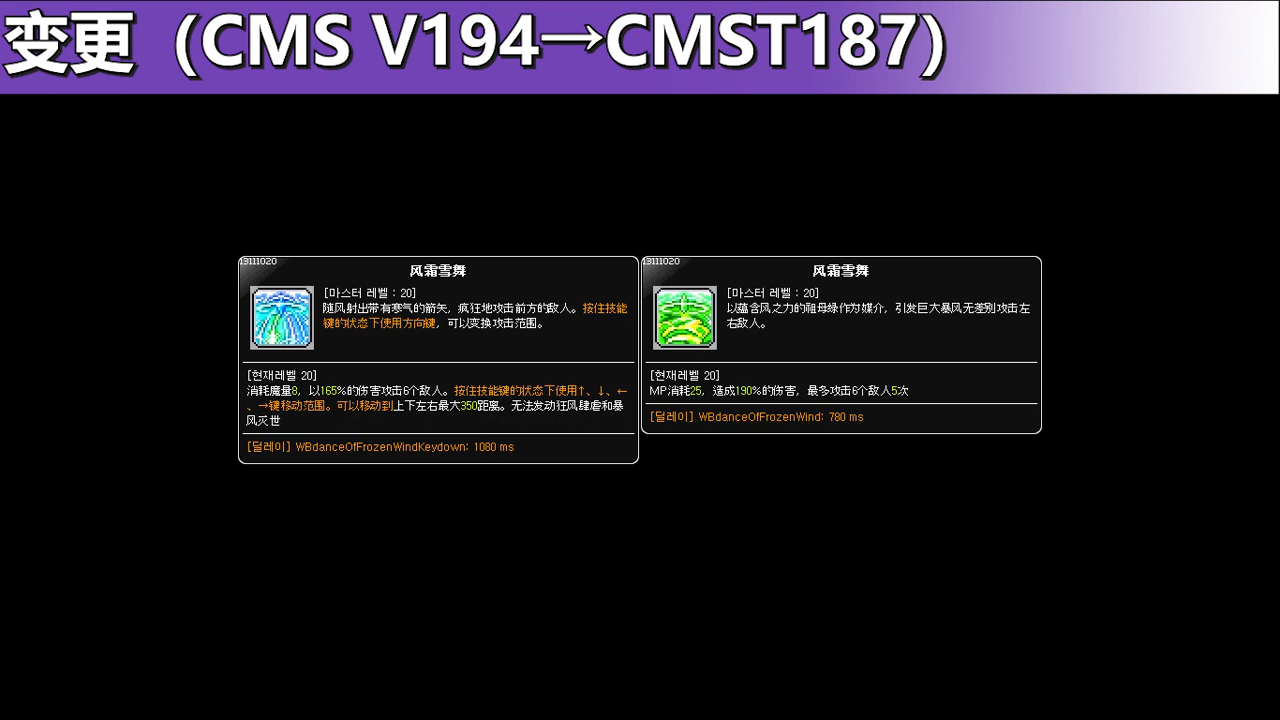 变更（CMS V194→CMST187）
13111020
风霜雪舞
[마스터 레벨 : 20]
随风射出带有寒气的箭矢，疯狂地攻击前方的敌人。按住技能
键的状态下使用方向键，可以变换攻击范围。
[현재레벨 20]
消耗魔量8，以165%的伤害攻击6个敌人。按住技能键的状态下使用↑、↓、←
、→键移动范围。可以移动到上下左右最大350距离。无法发动狂风肆虐和暴
风灭世
[딜레이] WBdanceOfFrozenWindKeydown: 1080 ms
13111020
风霜雪舞
[마스터 레벨 : 20]
以蕴含风之力的祖母绿作为媒介，引发巨大暴风无差别攻击左
右敌人。
[현재레벨 20]
MP消耗25，造成190%的伤害，最多攻击6个敌人5次
[딜레이] WBdanceOfFrozenWind: 780 ms